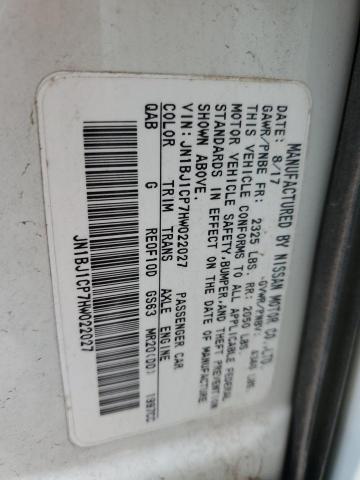 MANUFACTURED BY NISSAN MOTOR CO.,LTD.
8/17 GVWR/PNBV: LBS.
GAWR/PNBE FR: 2325 LBS. RR: 2050 LBS.
THIS VEHICLE CONFORMS TO ALL APPLICABLE FEDERAL
MOTOR VEHICLE SAFETY,BUMPER,AND THEFT PREVENTION
STANDARDS IN EFFECT ON THE DATE OF MANUFACTURE
SHOWN ABOVE.
VIN: JN1BJ1CP7HW022027 PASSENGER CAR
COLOR TRIM TRANS AXLE ENGINE
QAB G RE0F10D GS63 MR20(DD) 1997CC
JN1BJ1CP7HW022027